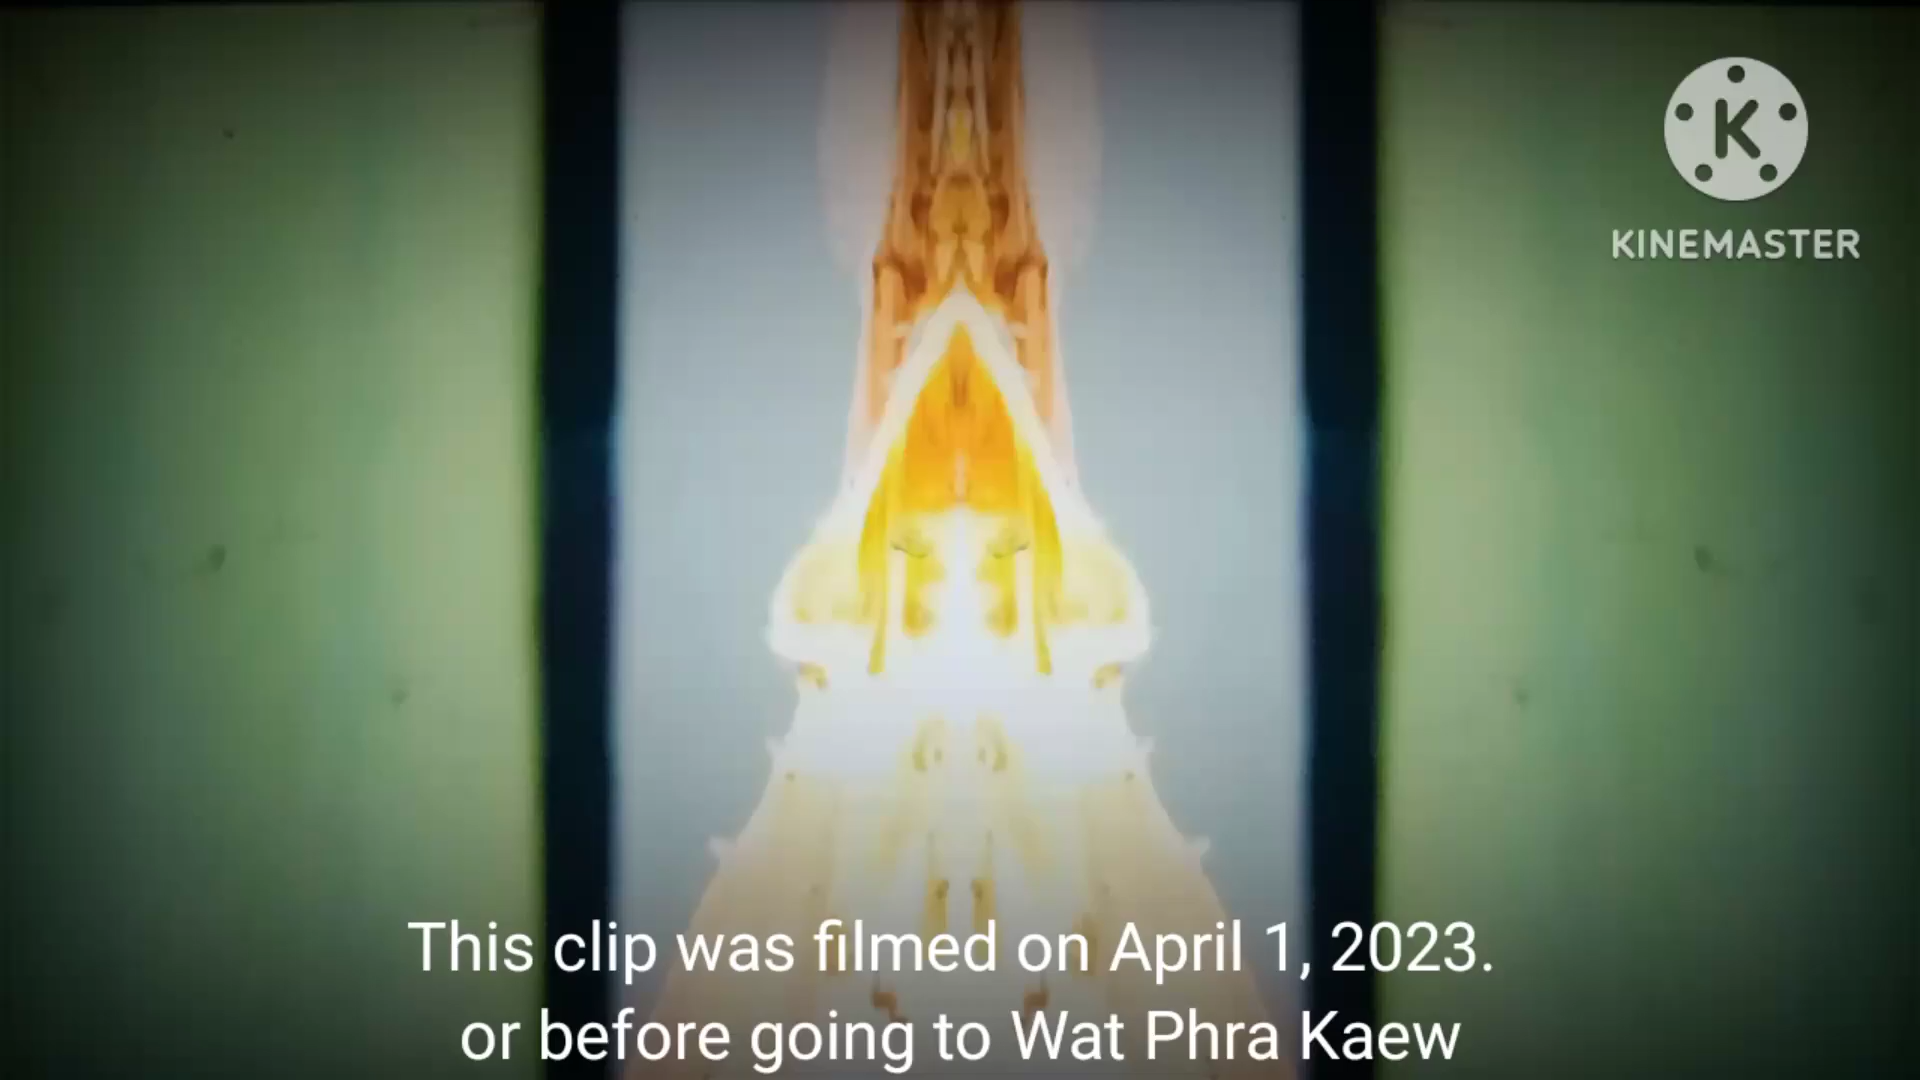 KINEMASTER
This clip was filmed on April 1, 2023.
or before going to Wat Phra Kaew